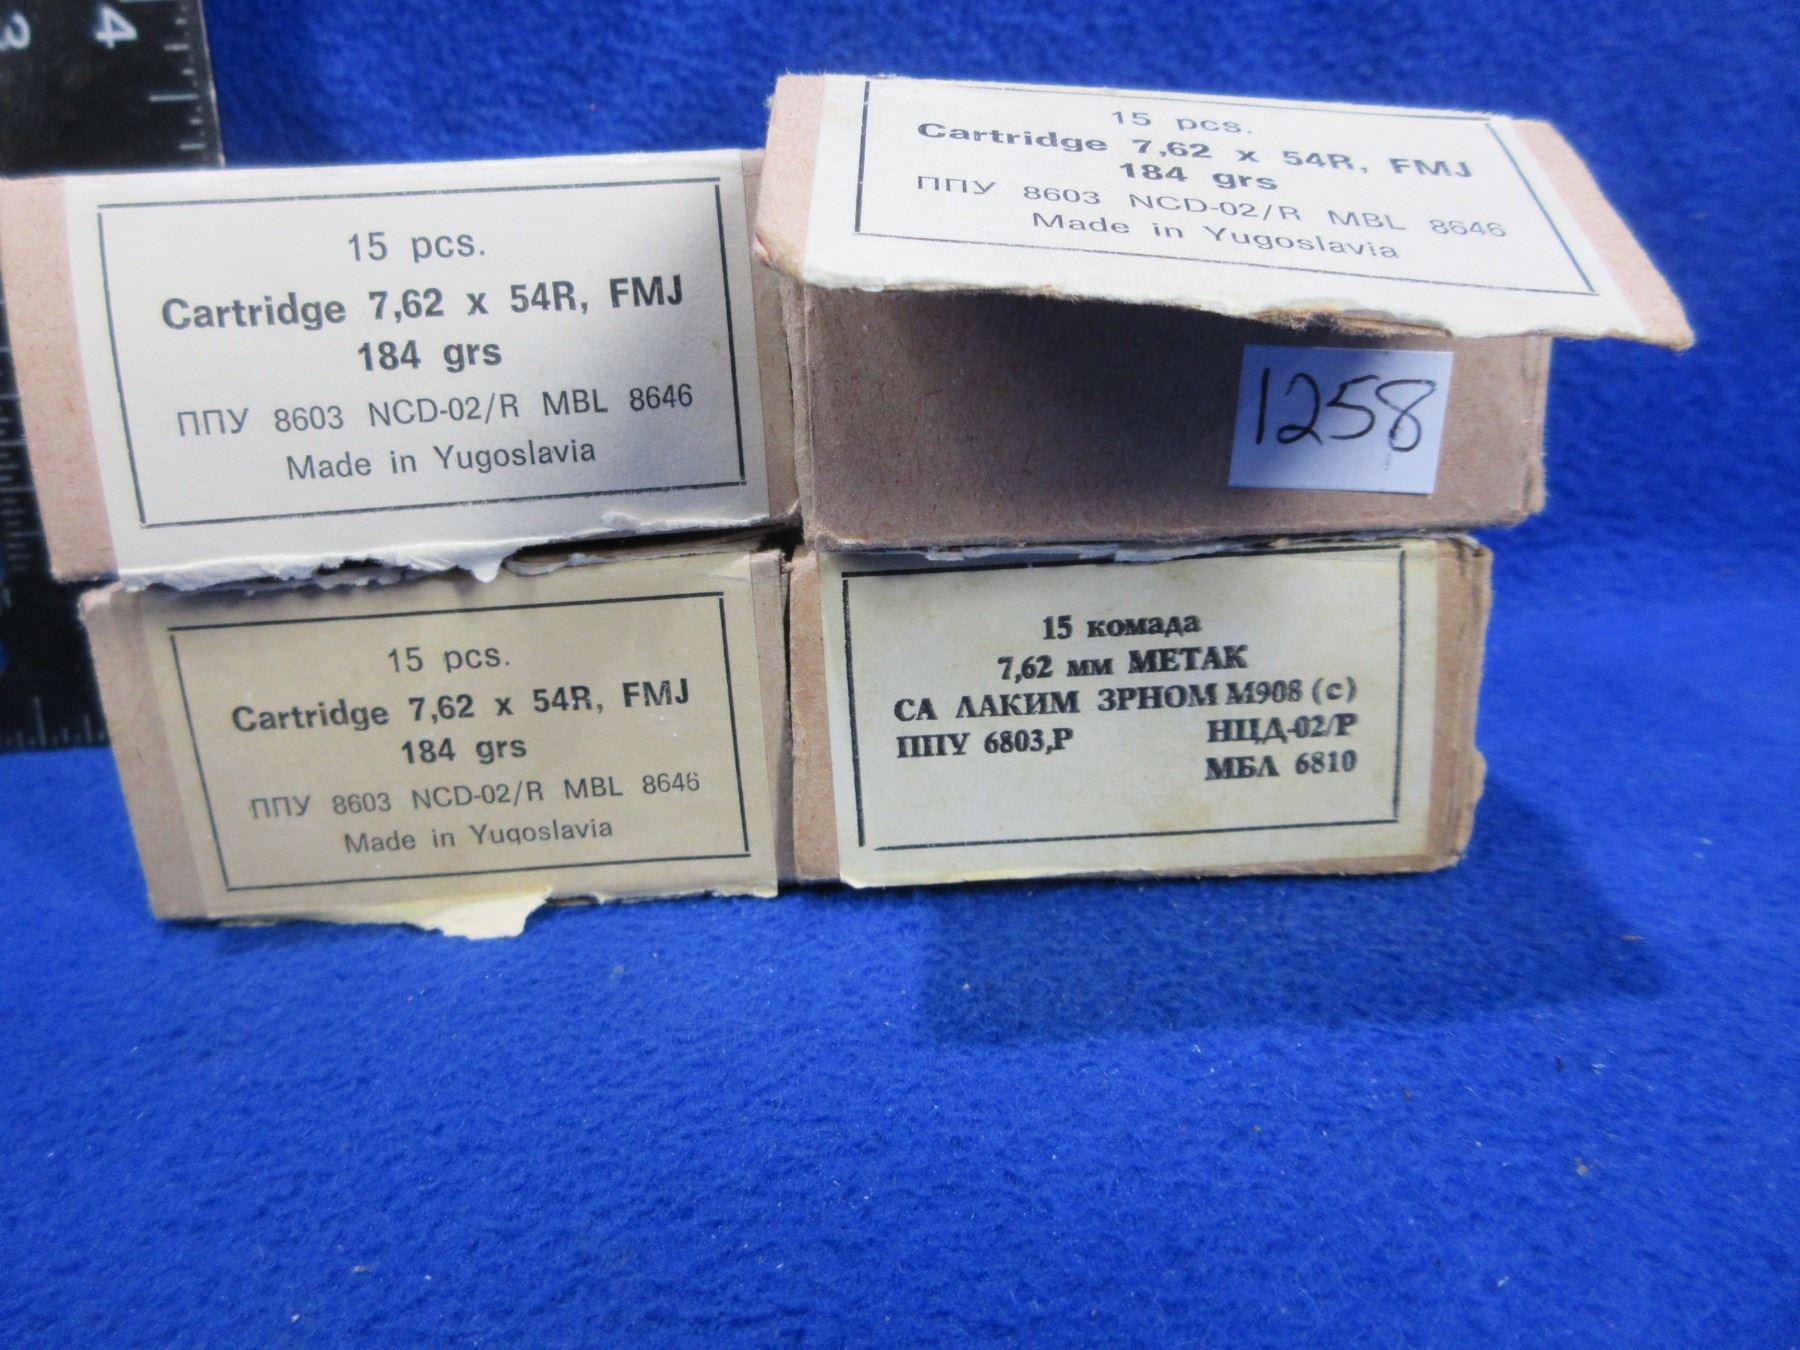 3 4
15 pcs.
Cartridge 7,62 x 54R, FMJ
184 grs
ППУ 8603 NCD-02/R MBL 8646
Made in Yugoslavia
15 pcs.
Cartridge 7,62 x 54R, FMJ
184 grs
ППУ 8603 NCD-02/R MBL 8646
Made in Yugoslavia
1258
15 pcs.
Cartridge 7,62 x 54R, FMJ
184 grs
ППУ 8603 NCD-02/R MBL 8646
Made in Yugoslavia
15 комада
7,62 мм МЕТАК
СА ЛАКИМ ЗРНОМ М908 (с)
ППУ 6803,Р НЦД-02/Р
МБЛ 6810